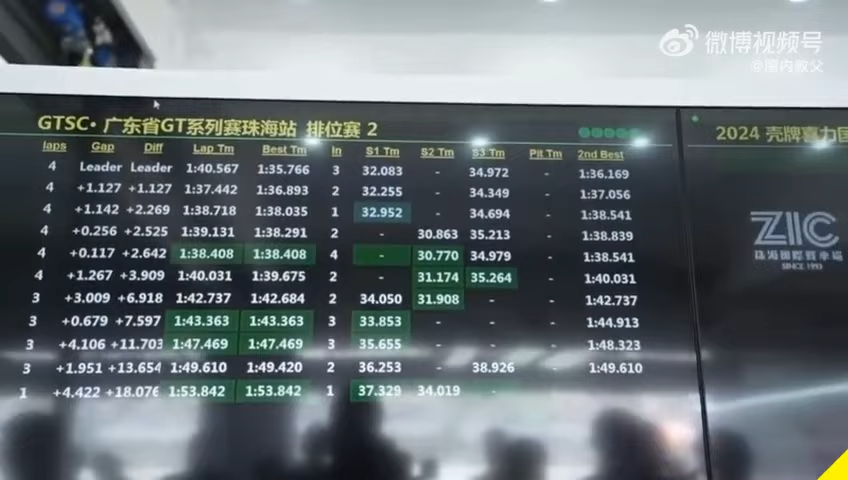 微博视频号
@圈内教父
GTSC· 广东省GT系列赛珠海站 排位赛 2
2024 壳牌喜力国
laps Gap Diff Lap Tm Best Tm In S1 Tm S2 Tm S3 Tm Pit Tm 2nd Best
4 Leader Leader 1:40.567 1:35.766 3 32.083 - 34.972 - 1:36.169
4 +1.127 +1.127 1:37.442 1:36.893 2 32.255 - 34.349 - 1:37.056
4 +1.142 +2.269 1:38.718 1:38.035 1 32.952 - 34.694 - 1:38.541
4 +0.256 +2.525 1:39.131 1:38.291 2 - 30.863 35.213 - 1:38.839
4 +0.117 +2.642 1:38.408 1:38.408 4 - 30.770 34.979 - 1:38.541
4 +1.267 +3.909 1:40.031 1:39.675 2 - 31.174 35.264 - 1:40.031
3 +3.009 +6.918 1:42.737 1:42.684 2 34.050 31.908 - - 1:42.737
3 +0.679 +7.597 1:43.363 1:43.363 3 33.853 - - - 1:44.913
3 +4.106 +11.703 1:47.469 1:47.469 3 35.655 - - - 1:48.323
3 +1.951 +13.654 1:49.610 1:49.420 2 36.253 - 38.926 - 1:49.610
1 +4.422 +18.076 1:53.842 1:53.842 1 37.329 34.019 - -
ZIC
珠海國際賽車場
SINCE 1993